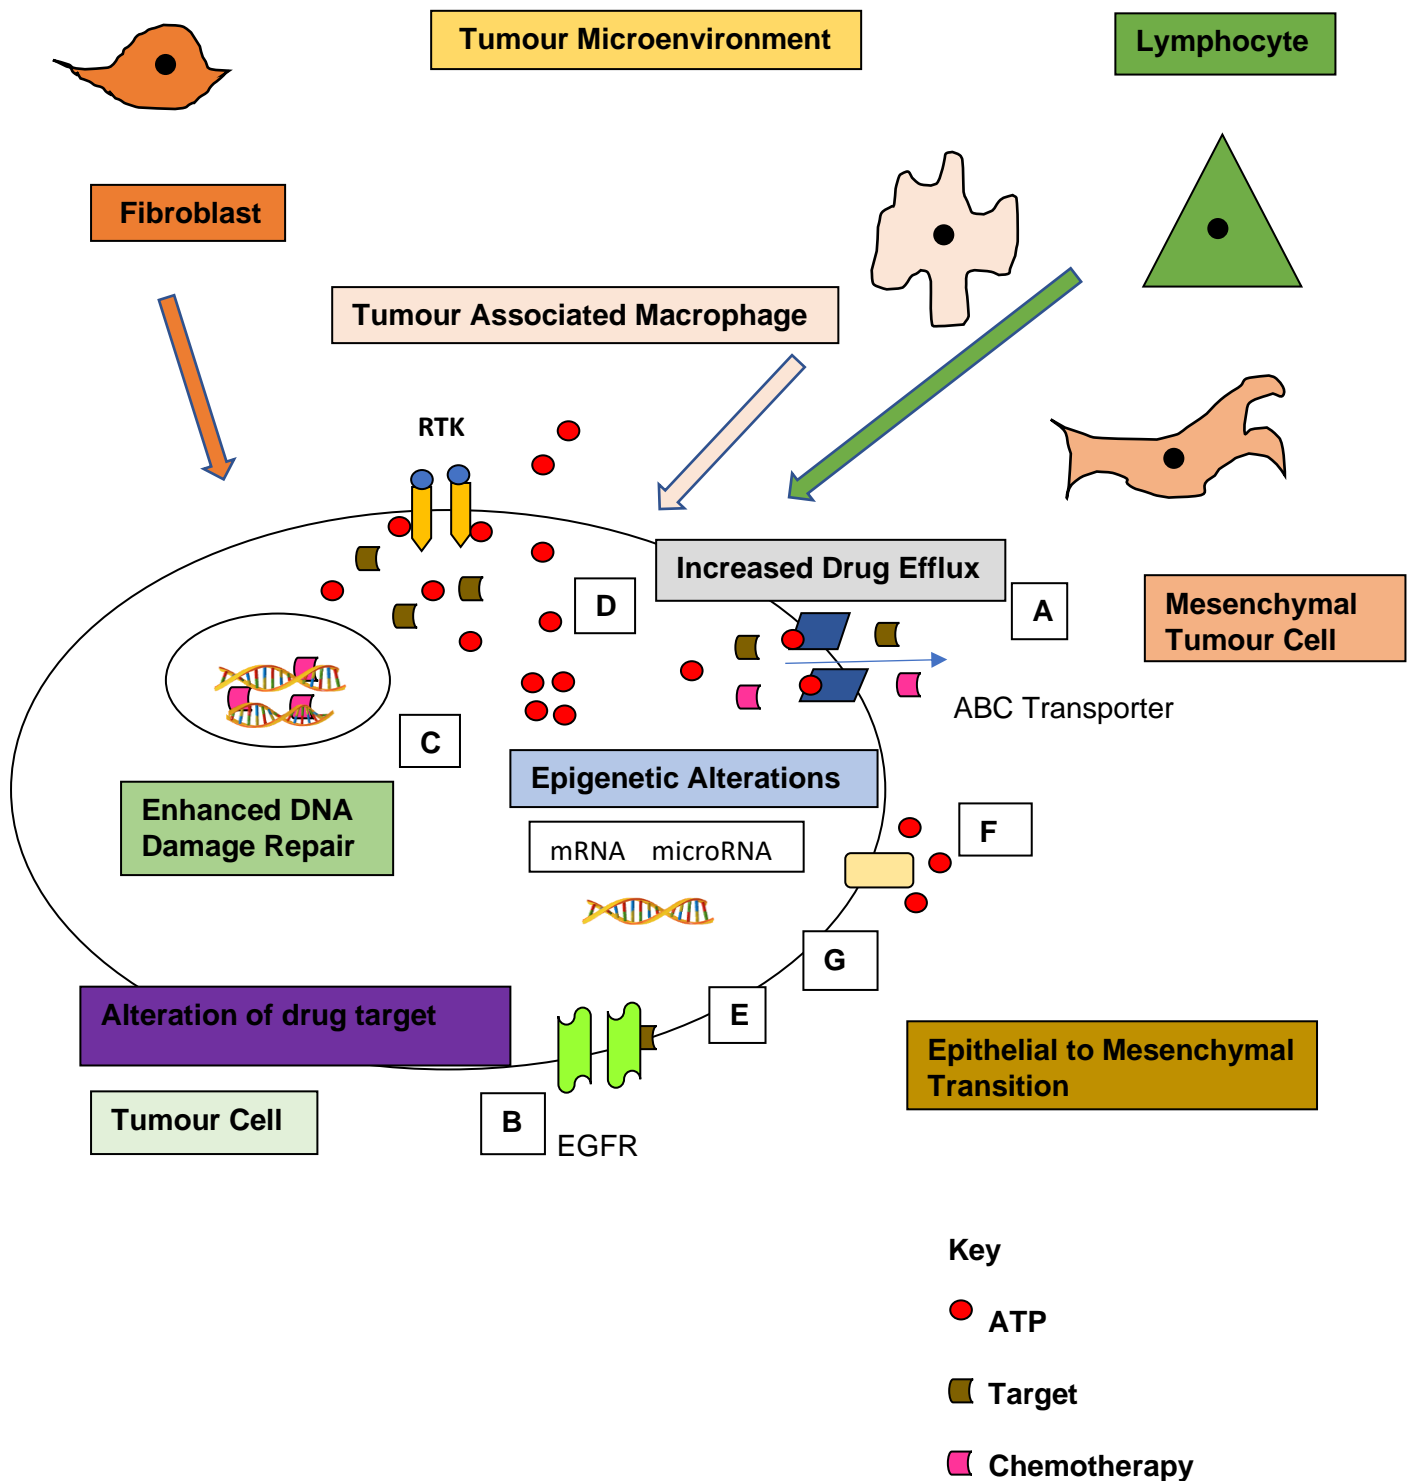 Tumour Microenvironment
Lymphocyte
Fibroblast
Tumour Associated Macrophage
RTK
Increased Drug Efflux
D
A
Mesenchymal
Tumour Cell
ABC Transporter
C
Epigenetic Alterations
Enhanced DNA
Damage Repair
mRNA microRNA
F
G
Alteration of drug target
E
Epithelial to Mesenchymal
Transition
Tumour Cell
B
EGFR
Key
ATP
Target
Chemotherapy